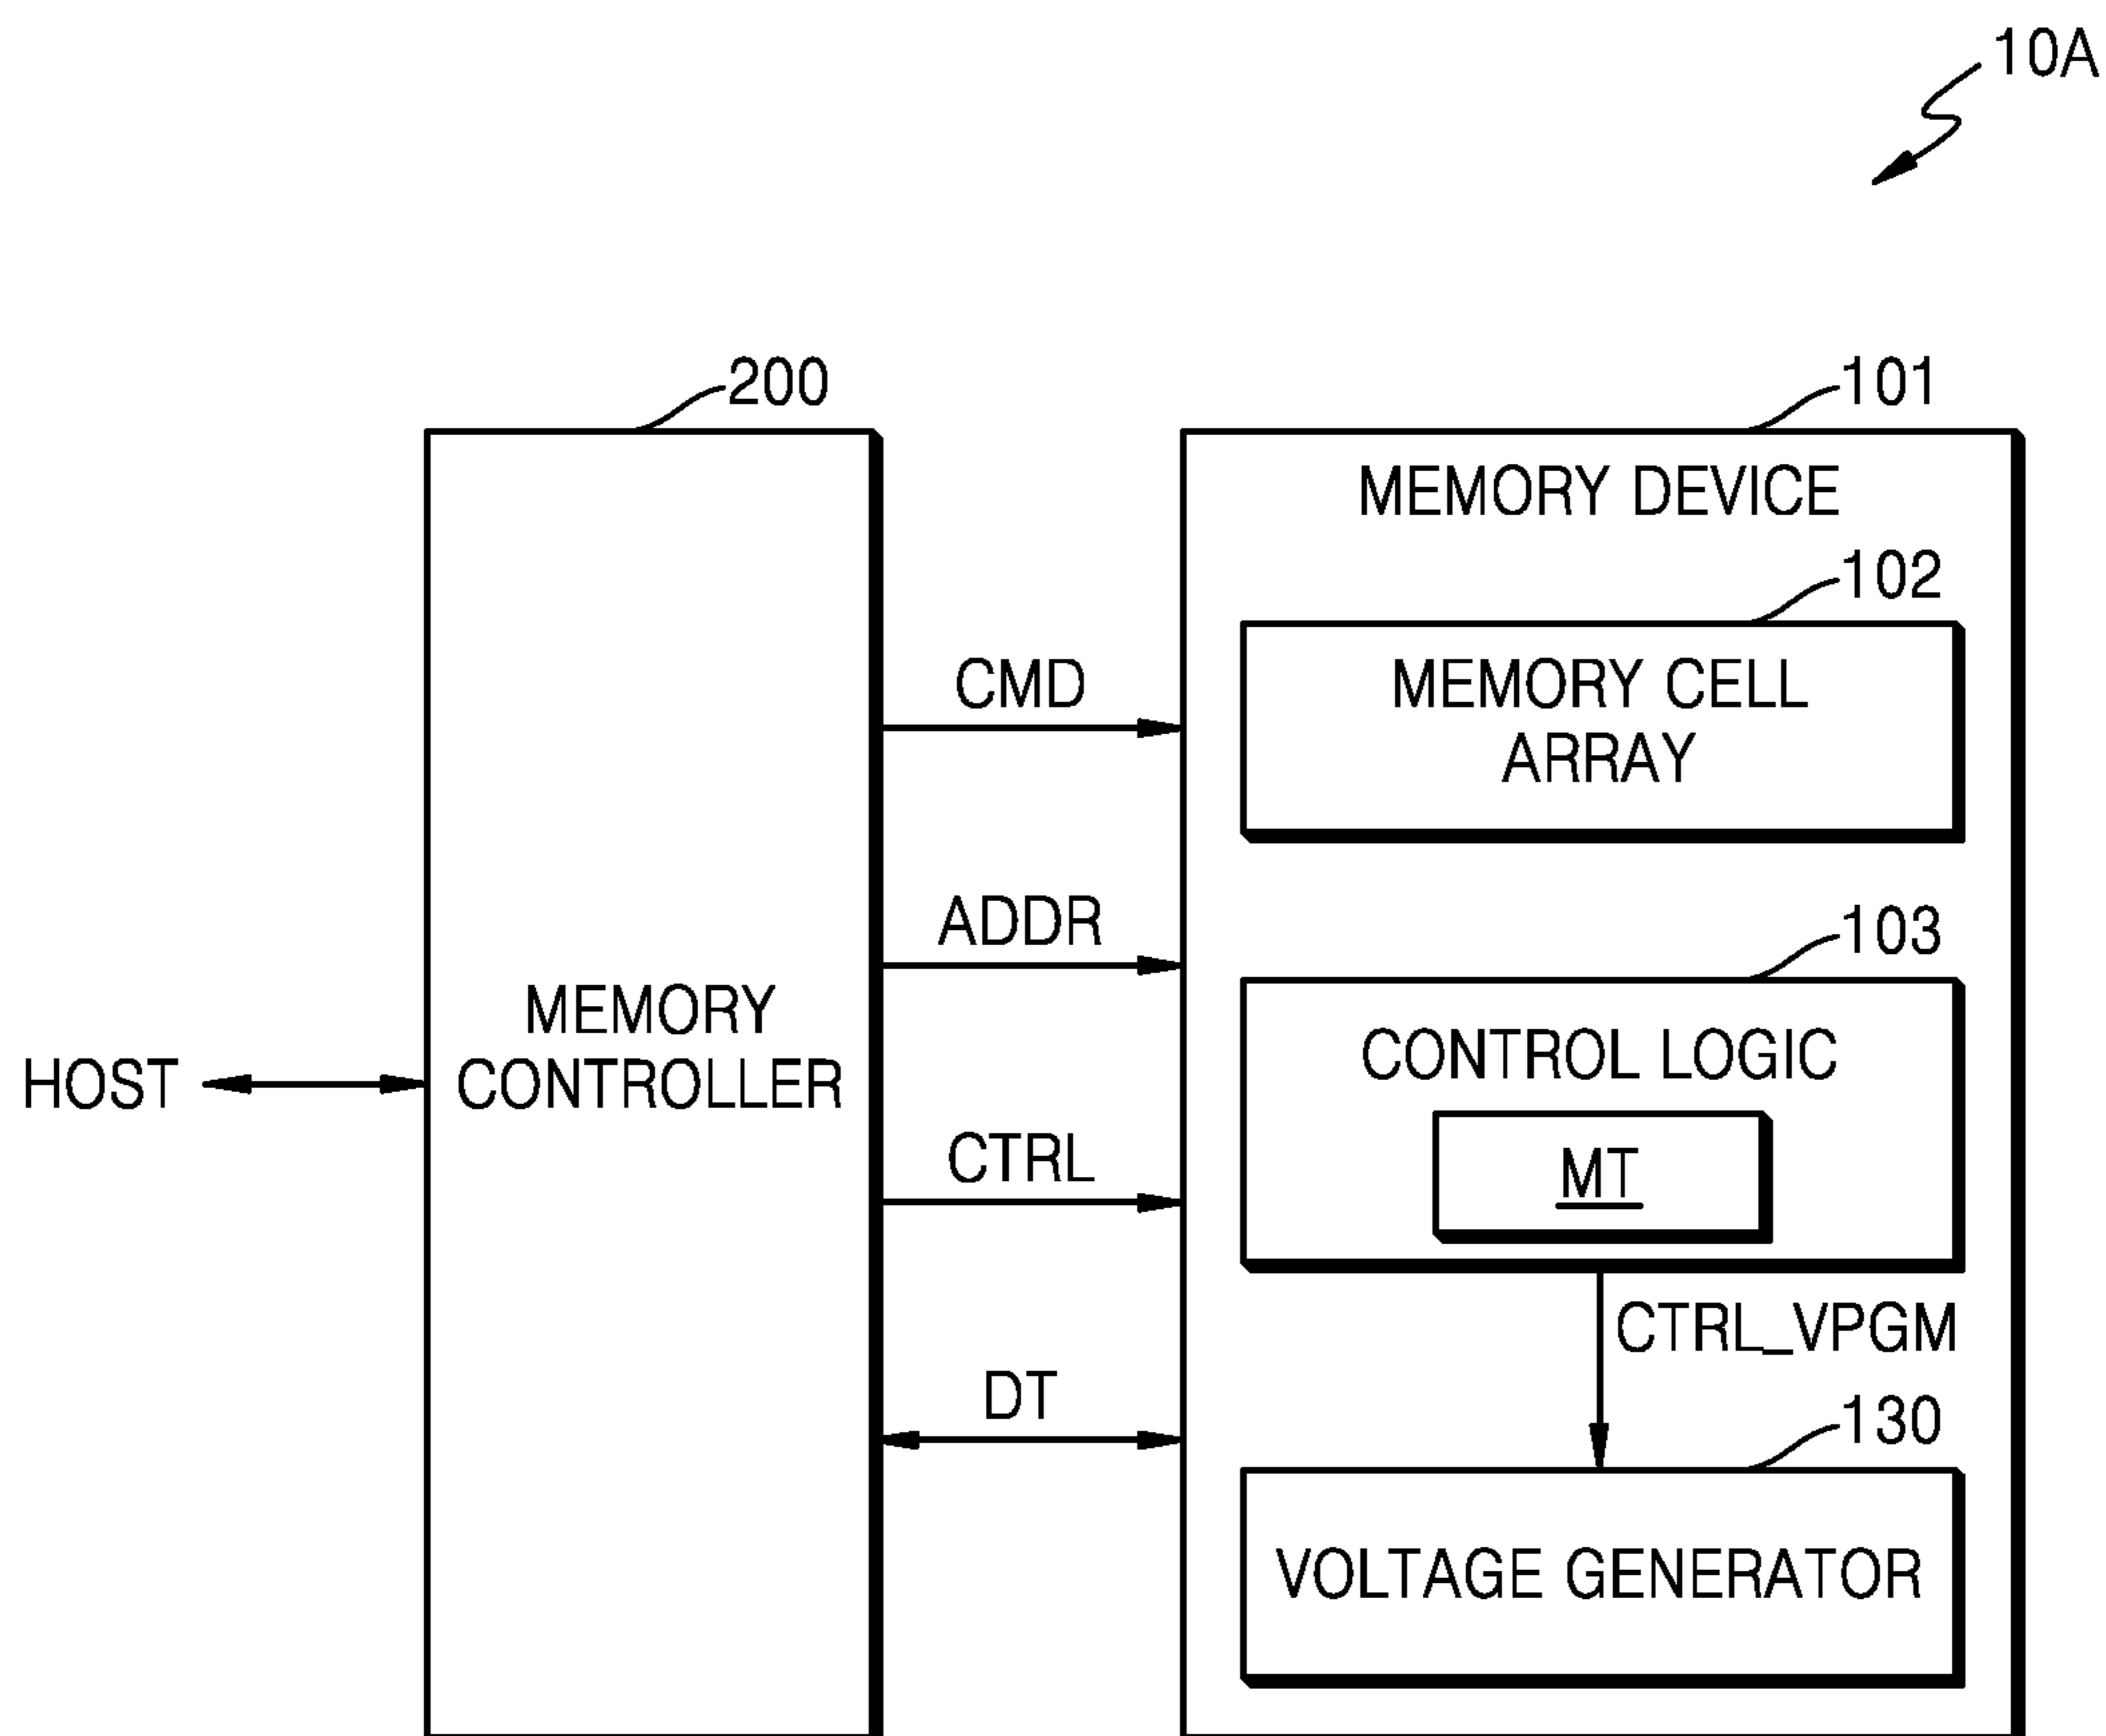 10A
200
101
MEMORY DEVICE
102
MEMORY CELL
ARRAY
CMD
ADDR
103
CONTROL LOGIC
MT
MEMORY
CONTROLLER
HOST
CTRL
CTRL_VPGM
DT
130
VOLTAGE GENERATOR